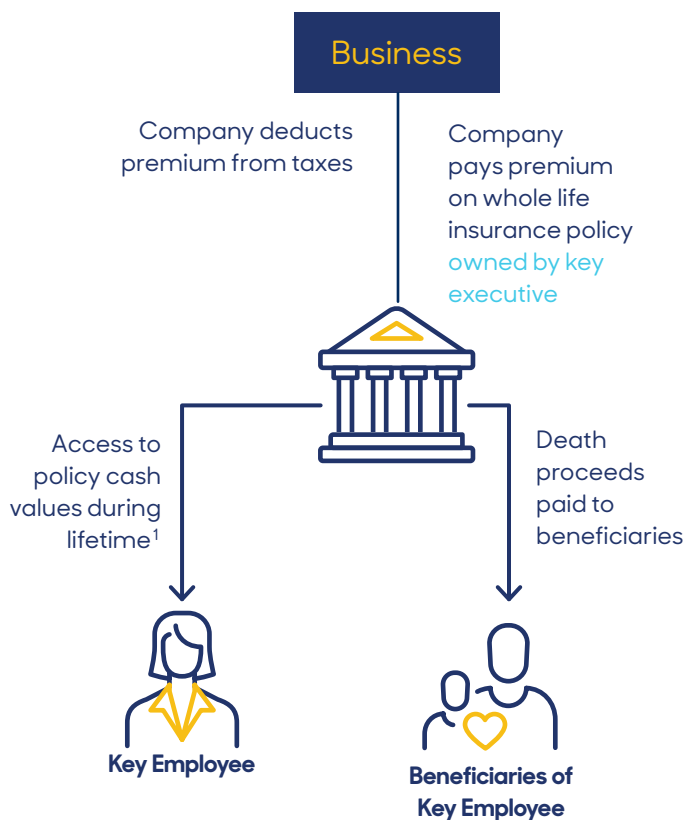 Business
Company deducts
premium from taxes
Company
pays premium
on whole life
insurance policy
owned by key
executive
Access to
policy cash
values during
lifetime¹
Death
proceeds
paid to
beneficiaries
Key Employee
Beneficiaries of
Key Employee